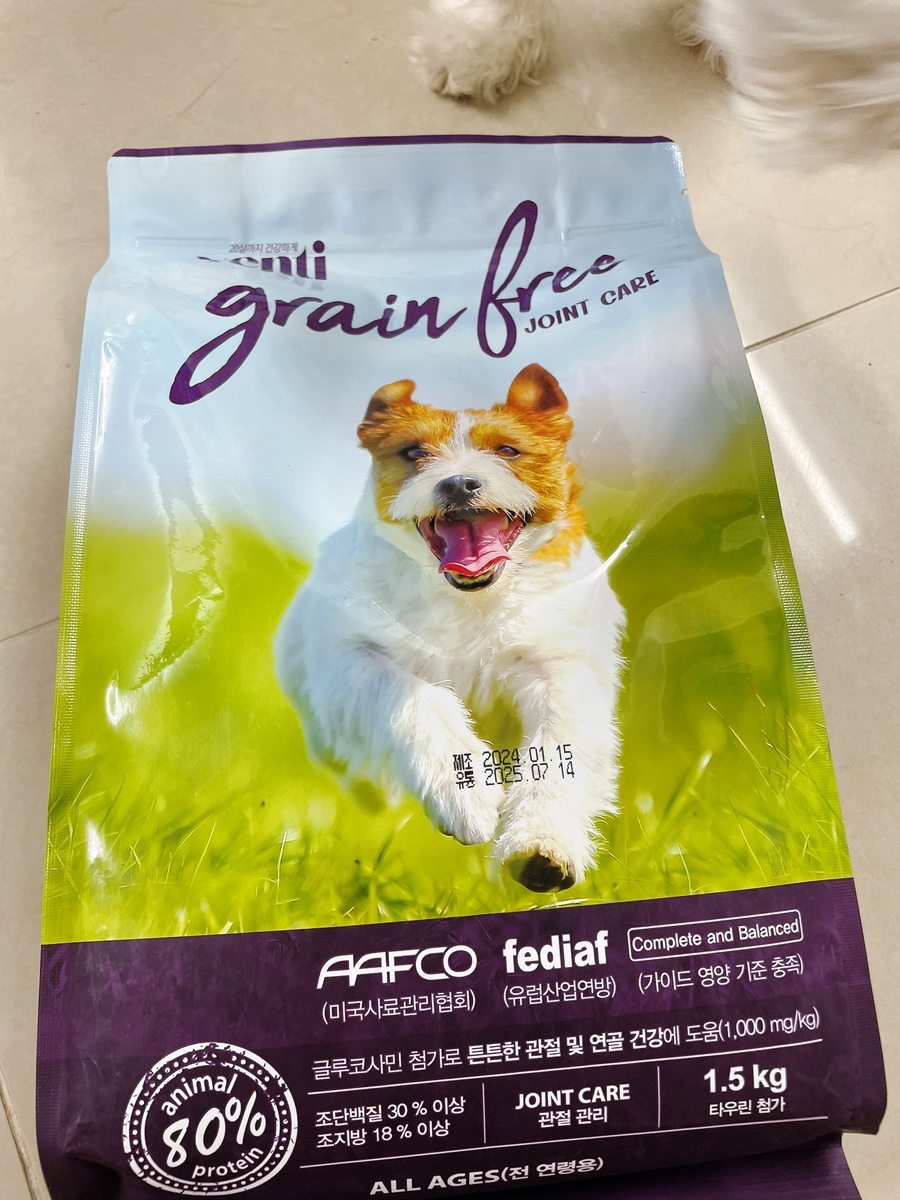 20살까지 건강하게
grain free
JOINT CARE
제조 2024.01.15
유통 2025.07 14
AAFCO
(미국사료관리협회)
fediaf
(유럽산업연방)
Complete and Balanced
(가이드 영양 기준 충족)
글루코사민 첨가로 튼튼한 관절 및 연골 건강에 도움(1,000 mg/kg)
animal
80%
protein
조단백질 30 % 이상
조지방 18 % 이상
JOINT CARE
관절 관리
1.5 kg
타우린 첨가
ALL AGES(전 연령용)